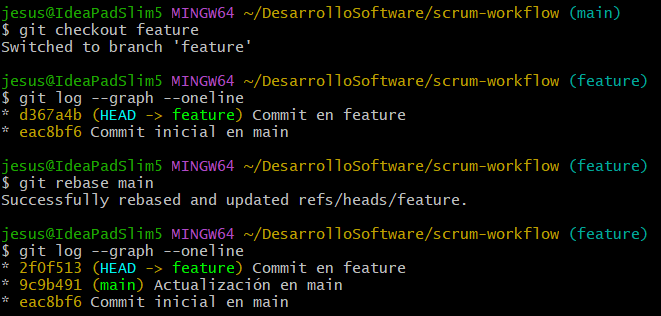 jesus@IdeaPadSlim5 MINGW64 ~/DesarrolloSoftware/scrum-workflow (main)
$ git checkout feature
Switched to branch 'feature'
jesus@IdeaPadSlim5 MINGW64 ~/DesarrolloSoftware/scrum-workflow (feature)
$ git log --graph --oneline
* d367a4b (HEAD -> feature) Commit en feature
* eac8bf6 Commit inicial en main
jesus@IdeaPadSlim5 MINGW64 ~/DesarrolloSoftware/scrum-workflow (feature)
$ git rebase main
Successfully rebased and updated refs/heads/feature.
jesus@IdeaPadSlim5 MINGW64 ~/DesarrolloSoftware/scrum-workflow (feature)
$ git log --graph --oneline
* 2f0f513 (HEAD -> feature) Commit en feature
* 9c9b491 (main) Actualización en main
* eac8bf6 Commit inicial en main